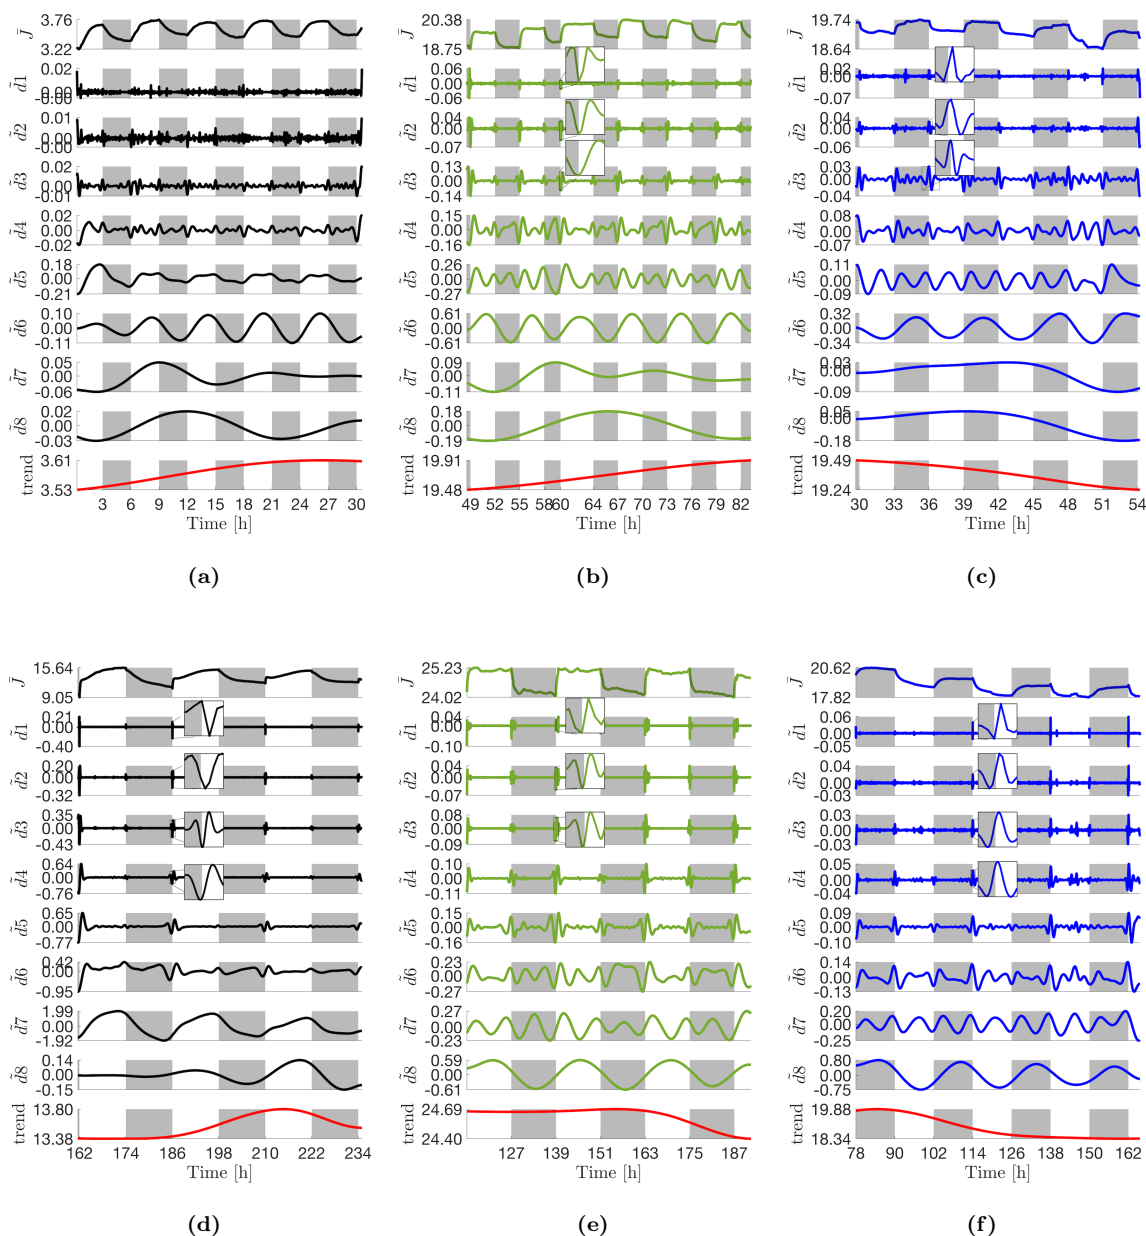 3.76
J̄
3.22
0.02
d̃1
0.00
-0.00
0.01
d̃2
0.00
-0.00
0.02
d̃3
0.00
-0.01
0.02
d̃4
0.00
-0.02
0.18
d̃5
0.00
-0.21
0.10
d̃6
0.00
-0.11
0.05
d̃7
0.00
-0.06
0.02
d̃8
0.00
-0.03
3.61
trend
3.53
3 6 9 12 15 18 21 24 27 30
Time [h]
(a)
20.38
J̄
18.75
0.06
d̃1
0.00
-0.06
0.04
d̃2
0.00
-0.07
0.13
d̃3
0.00
-0.14
0.15
d̃4
0.00
-0.16
0.26
d̃5
0.00
-0.27
0.61
d̃6
0.00
-0.61
0.09
d̃7
0.00
-0.11
0.18
d̃8
0.00
-0.19
19.91
trend
19.48
49 52 55 58 60 64 67 70 73 76 79 82
Time [h]
(b)
19.74
J̄
18.64
0.02
d̃1
0.00
-0.07
0.04
d̃2
0.00
-0.06
0.03
d̃3
0.00
-0.04
0.08
d̃4
0.00
-0.07
0.11
d̃5
0.00
-0.09
0.32
d̃6
0.00
-0.34
0.03
d̃7
0.00
-0.09
0.05
d̃8
0.00
-0.18
19.49
trend
19.24
30 33 36 39 42 45 48 51 54
Time [h]
(c)
15.64
J̄
9.05
0.21
d̃1
0.00
-0.40
0.20
d̃2
0.00
-0.32
0.35
d̃3
0.00
-0.43
0.64
d̃4
0.00
-0.76
0.65
d̃5
0.00
-0.77
0.42
d̃6
0.00
-0.95
1.99
d̃7
0.00
-1.92
0.14
d̃8
0.00
-0.15
13.80
trend
13.38
162 174 186 198 210 222 234
Time [h]
(d)
25.23
J̄
24.02
0.04
d̃1
0.00
-0.10
0.04
d̃2
0.00
-0.07
0.08
d̃3
0.00
-0.09
0.10
d̃4
0.00
-0.11
0.15
d̃5
0.00
-0.16
0.23
d̃6
0.00
-0.27
0.27
d̃7
0.00
-0.23
0.59
d̃8
0.00
-0.61
24.69
trend
24.40
127 139 151 163 175 187
Time [h]
(e)
20.62
J̄
17.82
0.06
d̃1
0.00
-0.05
0.04
d̃2
0.00
-0.03
0.03
d̃3
0.00
-0.03
0.05
d̃4
0.00
-0.04
0.09
d̃5
0.00
-0.10
0.14
d̃6
0.00
-0.13
0.20
d̃7
0.00
-0.25
0.80
d̃8
0.00
-0.75
19.88
trend
18.34
78 90 102 114 126 138 150 162
Time [h]
(f)